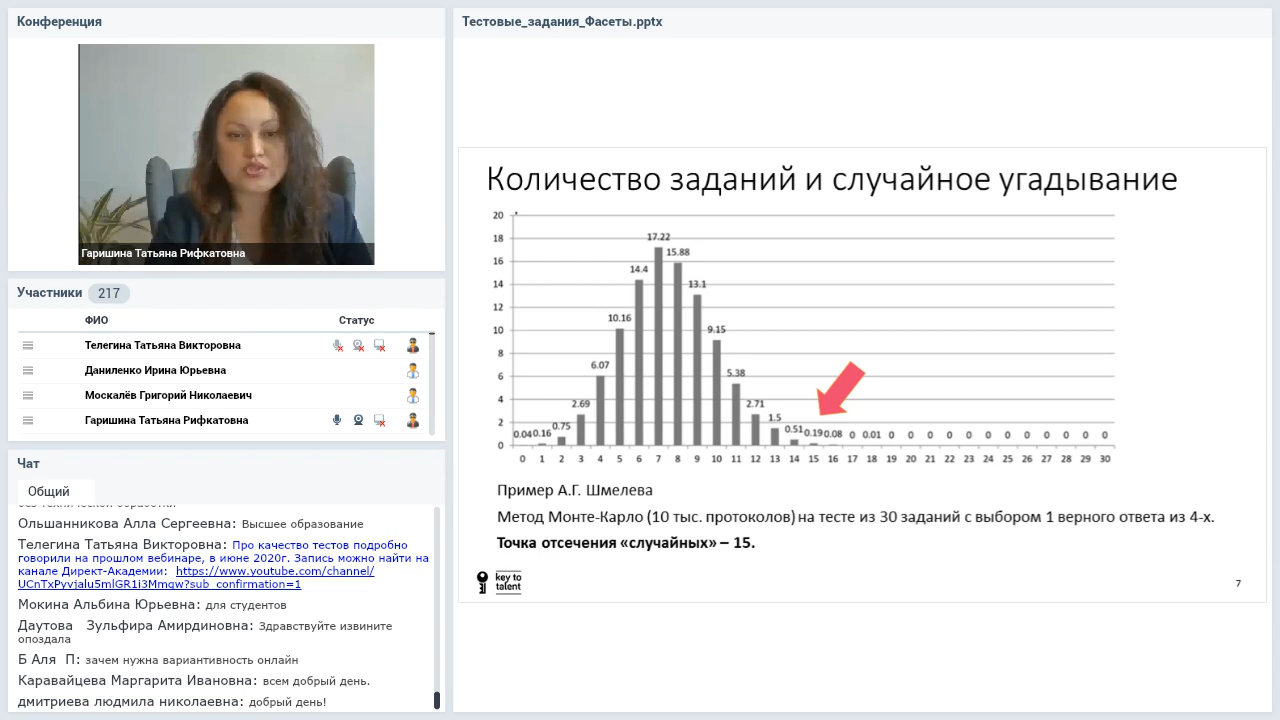 Конференция
Гаришина Татьяна Рифкатовна
Участники 217
ФИО Статус
Телегина Татьяна Викторовна
Даниленко Ирина Юрьевна
Москалёв Григорий Николаевич
Гаришина Татьяна Рифкатовна
Чат
Общий
Ольшанникова Алла Сергеевна: Высшее образование
Телегина Татьяна Викторовна: Про качество тестов подробно
говорили на прошлом вебинаре, в июне 2020г. Запись можно найти на
канале Директ-Академии: https://www.youtube.com/channel/
Мокина Альбина Юрьевна: для студентов
Даутова Зульфира Амирдиновна: Здравствуйте извините
опоздала
Б Аля П: зачем нужна вариантивность онлайн
Каравайцева Маргарита Ивановна: всем добрый день.
дмитриева людмила николаевна: добрый день!
Тестовые_задания_Фасеты.pptx
Количество заданий и случайное угадывание
20
18
16
14
12
10
8
6
4
2
0
0.04 0.16 0.75 2.69 6.07 10.16 14.4 17.22 15.88 13.1 9.15 5.38 2.71 1.5 0.51 0.19 0.08 0 0.01 0 0 0 0 0 0 0 0 0 0 0 0
0 1 2 3 4 5 6 7 8 9 10 11 12 13 14 15 16 17 18 19 20 21 22 23 24 25 26 27 28 29 30
Пример А.Г. Шмелева
Метод Монте-Карло (10 тыс. протоколов) на тесте из 30 заданий с выбором 1 верного ответа из 4-х.
Точка отсечения «случайных» – 15.
key to
talent
7